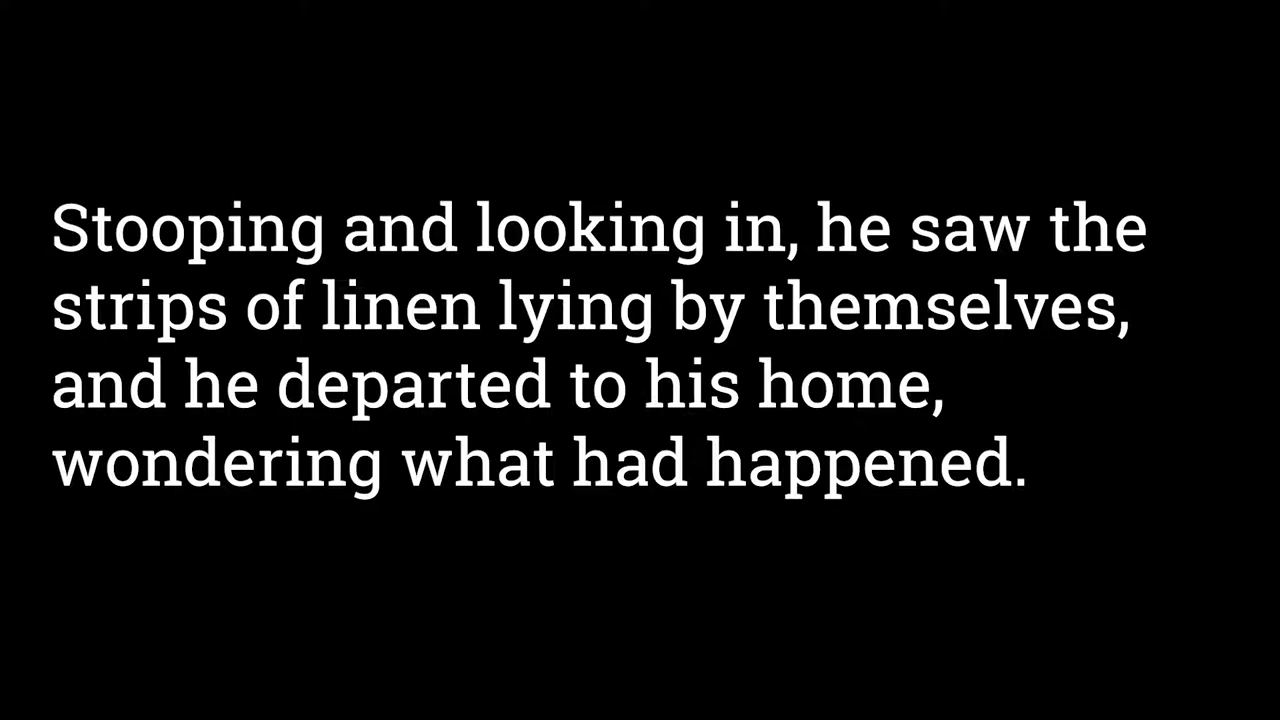 Stooping and looking in, he saw the
strips of linen lying by themselves,
and he departed to his home,
wondering what had happened.